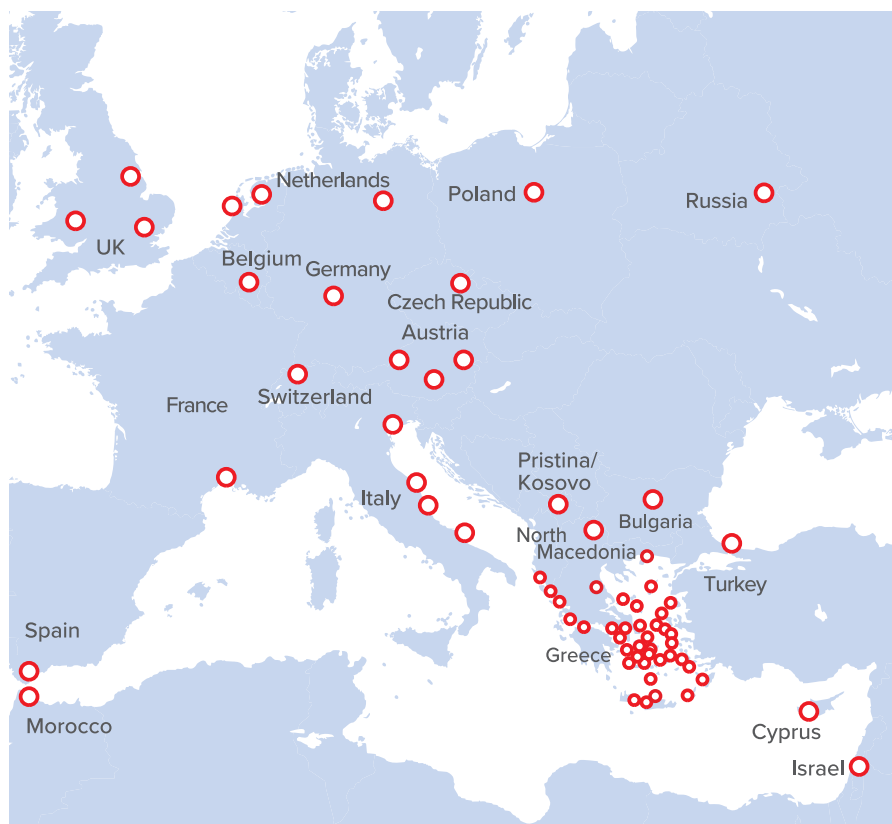 Netherlands
Poland
Russia
UK
Belgium
Germany
Czech Republic
Austria
France
Switzerland
Pristina/
Kosovo
Italy
Bulgaria
North
Macedonia
Turkey
Spain
Greece
Morocco
Cyprus
Israel